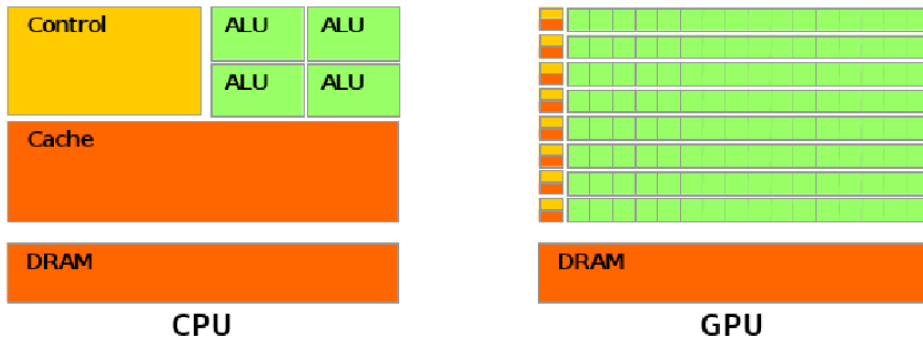 Control
ALU ALU
ALU ALU
Cache
DRAM
CPU
DRAM
GPU